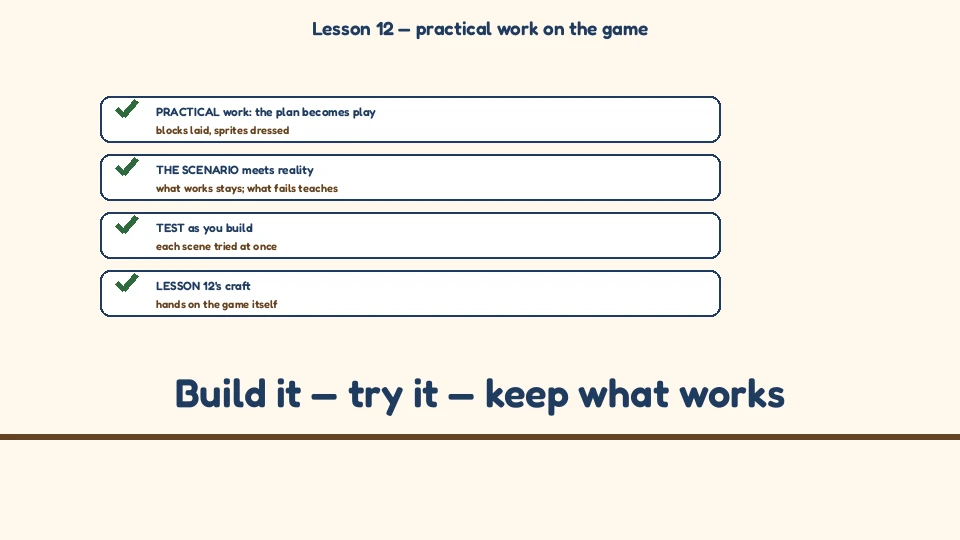 Lesson 12 — practical work on the game
PRACTICAL work: the plan becomes play
blocks laid, sprites dressed
THE SCENARIO meets reality
what works stays; what fails teaches
TEST as you build
each scene tried at once
LESSON 12's craft
hands on the game itself
Build it — try it — keep what works